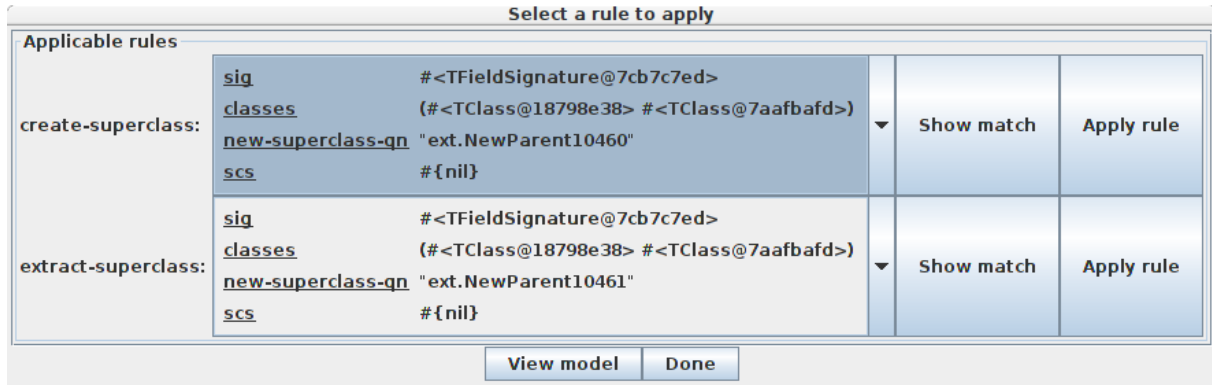 Select a rule to apply
Applicable rules
create-superclass:
sig #<TFieldSignature@7cb7c7ed>
classes (#<TClass@18798e38> #<TClass@7aafbafd>)
new-superclass-qn "ext.NewParent10460"
scs #{nil}
Show match
Apply rule
extract-superclass:
sig #<TFieldSignature@7cb7c7ed>
classes (#<TClass@18798e38> #<TClass@7aafbafd>)
new-superclass-qn "ext.NewParent10461"
scs #{nil}
Show match
Apply rule
View model
Done